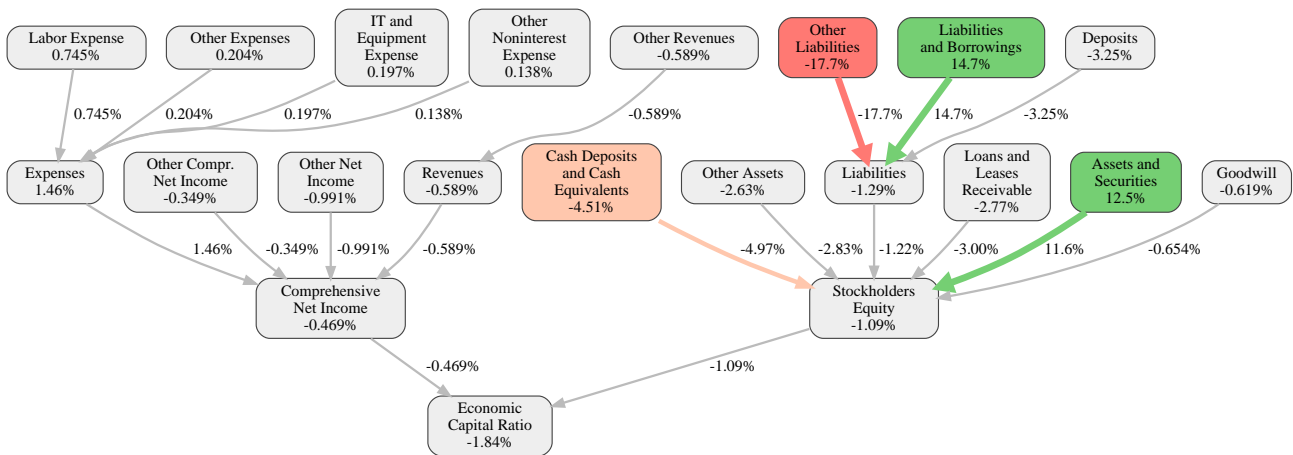 Labor Expense
0.745%
Other Expenses
0.204%
IT and
Equipment
Expense
0.197%
Other
Noninterest
Expense
0.138%
Other Revenues
-0.589%
Other
Liabilities
-17.7%
Liabilities
and Borrowings
14.7%
Deposits
-3.25%
0.745%
0.204%
0.197%
0.138%
-0.589%
-17.7%
14.7%
-3.25%
Expenses
1.46%
Other Compr.
Net Income
-0.349%
Other Net
Income
-0.991%
Revenues
-0.589%
Cash Deposits
and Cash
Equivalents
-4.51%
Other Assets
-2.63%
Liabilities
-1.29%
Loans and
Leases
Receivable
-2.77%
Assets and
Securities
12.5%
Goodwill
-0.619%
1.46%
-0.349%
-0.991%
-0.589%
-4.97%
-2.83%
-1.22%
-3.00%
11.6%
-0.654%
Comprehensive
Net Income
-0.469%
Stockholders
Equity
-1.09%
-0.469%
-1.09%
Economic
Capital Ratio
-1.84%